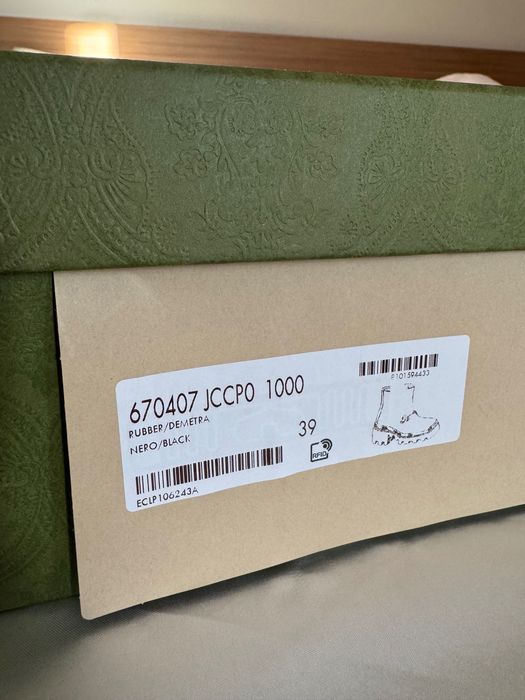 670407 JCCP0 1000
RUBBER/DEMETRA
NERO/BLACK
39
RFID
P101594433
ECLP106243A